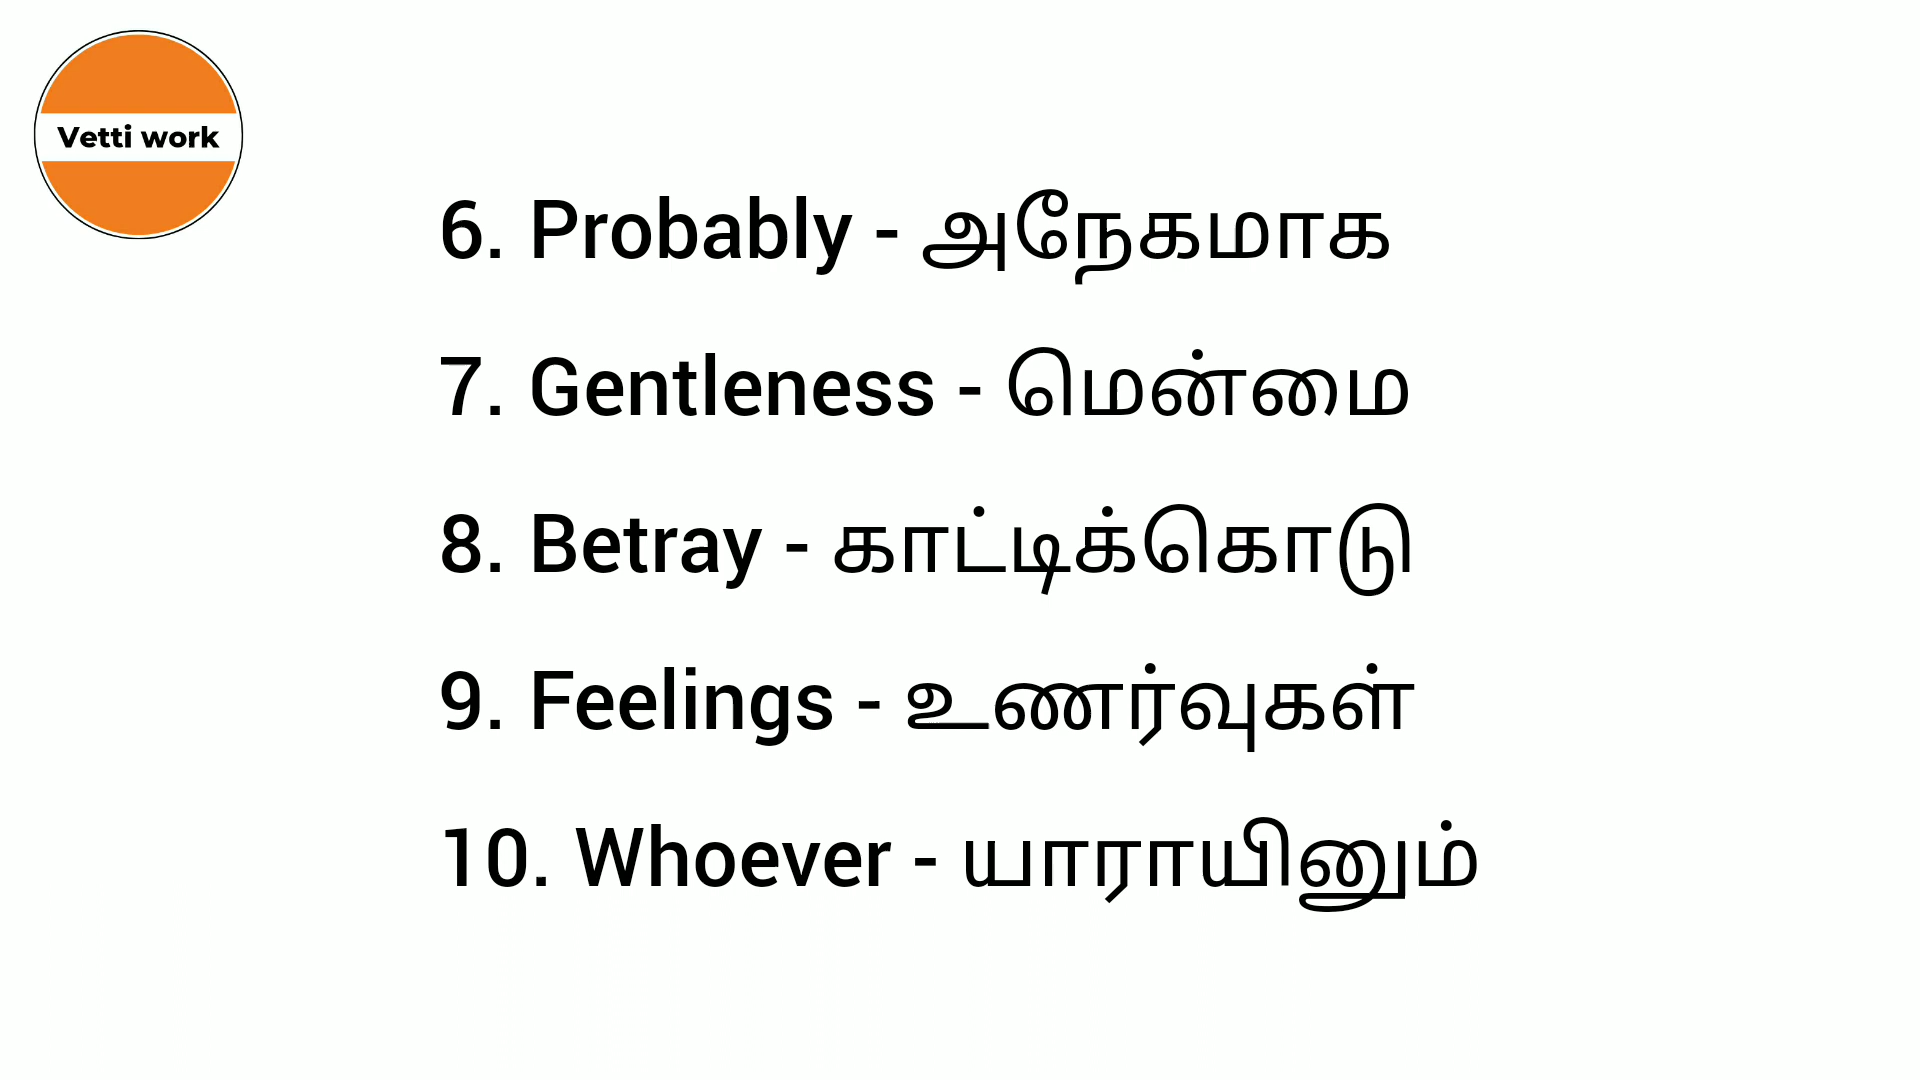 Vetti work
6. Probably - அநேகமாக
7. Gentleness - மென்மை
8. Betray - காட்டிக்கொடு
9. Feelings - உணர்வுகள்
10. Whoever - யாராயினும்